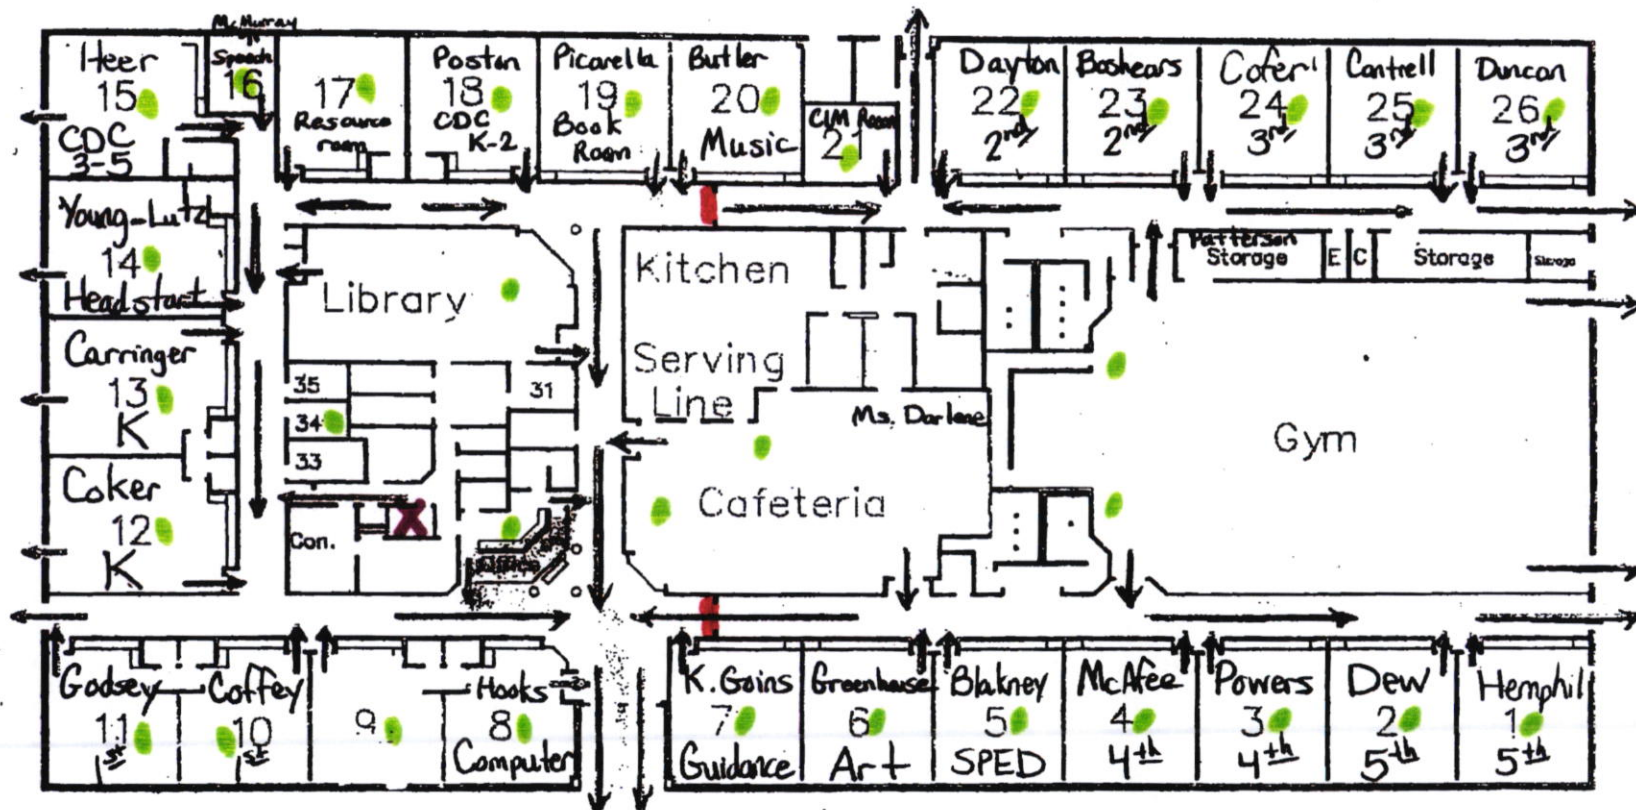 McMurray
Heer
15
CDC
3-5
Speech
16
17
Resource
room
Poston
18
CDC
K-2
Picarella
19
Book
Room
Butler
20
Music
CLM Room
21
Dayton
22
2nd
Boshears
23
2nd
Cofer
24
3rd
Cantrell
25
3rd
Duncan
26
3rd
Young-Lutz
14
Headstart
Library
Kitchen
Patterson
Storage
E
C
Storage
Storage
Carringer
13
K
35
34
33
31
Serving
Line
Ms. Darlene
Gym
Coker
12
K
Con.
X
Office
Cafeteria
Godsey
11
1st
Coffey
10
1st
9
Hooks
8
Computer
K. Goins
7
Guidance
Greenhouse
6
Art
Blakney
5
SPED
McAfee
4
4th
Powers
3
4th
Dew
2
5th
Hemphil
1
5th